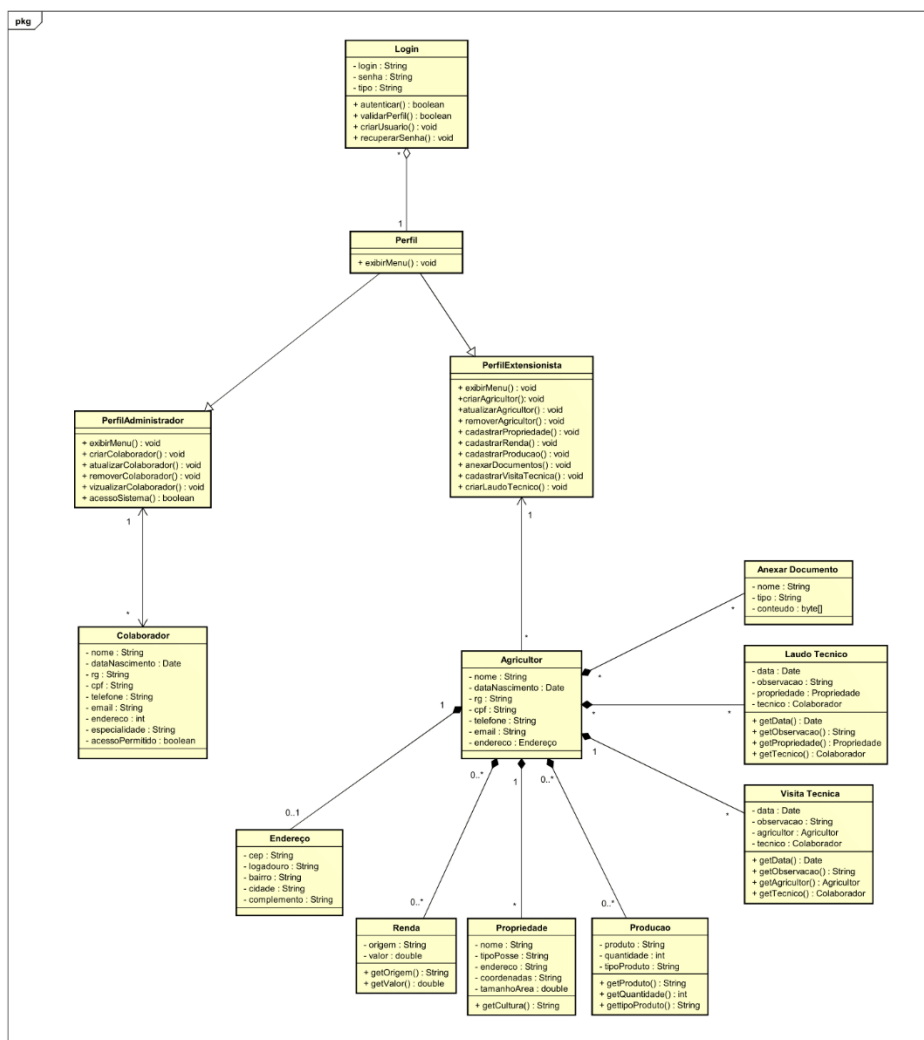 pkg
Login
- login : String
- senha : String
- tipo : String
+ autenticar() : boolean
+ validarPerfil() : boolean
+ criarUsuario() : void
+ recuperarSenha() : void
*
1
Perfil
+ exibirMenu() : void
PerfilExtensionista
+ exibirMenu() : void
+criarAgricultor(): void
+atualizarAgricultor() : void
+ removerAgricultor() : void
+ cadastrarPropriedade() : void
+ cadastrarRenda() : void
+ cadastrarProducao() : void
+ anexarDocumentos() : void
+ cadastrarVisitaTecnica() : void
+ criarLaudoTecnico() : void
PerfilAdministrador
+ exibirMenu() : void
+ criarColaborador() : void
+ atualizarColaborador() : void
+ removerColaborador() : void
+ vizualizarColaborador() : void
+ acessoSistema() : boolean
1
*
1
*
Colaborador
- nome : String
- dataNascimento : Date
- rg : String
- cpf : String
- telefone : String
- email : String
- endereco : int
- especialidade : String
- acessoPermitido : boolean
Agricultor
- nome : String
- dataNascimento : Date
- rg : String
- cpf : String
- telefone : String
- email : String
- endereco : Endereço
Anexar Documento
- nome : String
- tipo : String
- conteudo : byte[]
*
*
Laudo Tecnico
- data : Date
- observacao : String
- propriedade : Propriedade
- tecnico : Colaborador
+ getData() : Date
+ getObservacao() : String
+ getPropriedade() : Propriedade
+ getTecnico() : Colaborador
*
*
Visita Tecnica
- data : Date
- observacao : String
- agricultor : Agricultor
- tecnico : Colaborador
+ getData() : Date
+ getObservacao() : String
+ getAgricultor() : Agricultor
+ getTecnico() : Colaborador
1
*
1
0..1
Endereço
- cep : String
- logadouro : String
- bairro : String
- cidade : String
- complemento : String
0..*
0..*
Renda
- origem : String
- valor : double
+ getOrigem() : String
+ getValor() : double
1
*
Propriedade
- nome : String
- tipoPosse : String
- endereco : String
- coordenadas : String
- tamanhoArea : double
+ getCultura() : String
0..*
0..*
Producao
- produto : String
- quantidade : int
- tipoProduto : String
+ getProduto() : String
+ getQuantidade() : int
+ gettipoProduto() : String